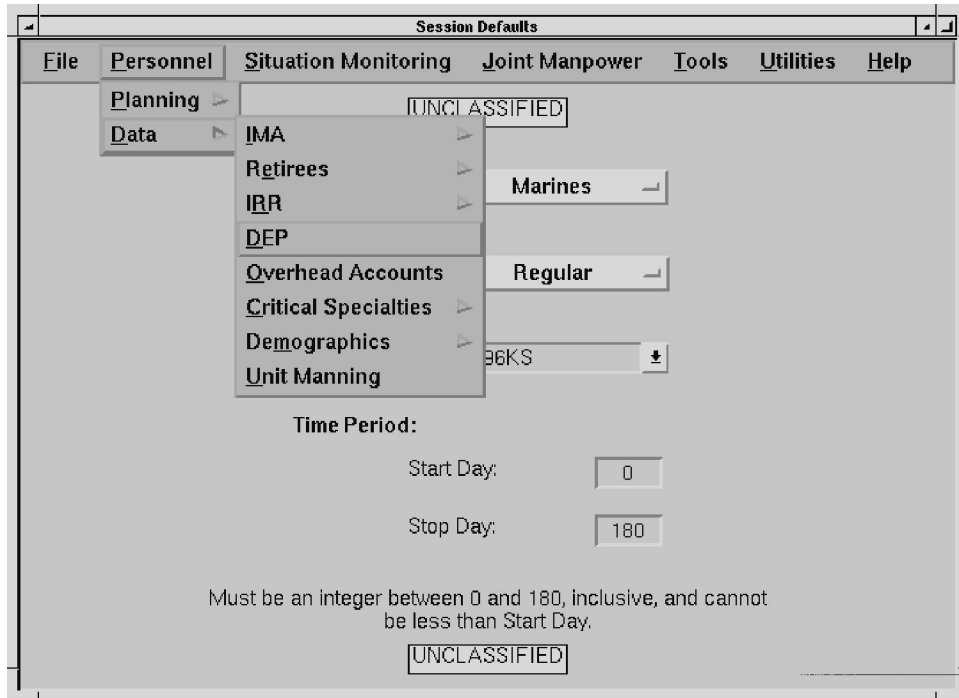 Session Defaults
File Personnel Situation Monitoring Joint Manpower Tools Utilities Help
Planning
Data
UNCLASSIFIED
IMA
Retirees
IRR
DEP
Overhead Accounts
Critical Specialties
Demographics
Unit Manning
Marines
Regular
96KS
Time Period:
Start Day: 0
Stop Day: 180
Must be an integer between 0 and 180, inclusive, and cannot
be less than Start Day.
UNCLASSIFIED